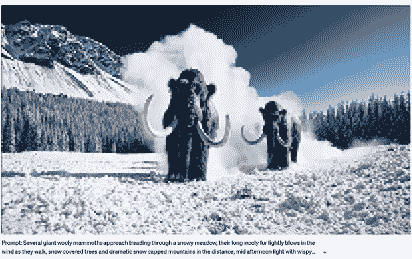 Prompt: Several giant wooly mammoths approach treading through a snowy meadow, their long wooly fur lightly blows in the
wind as they walk, snow covered trees and dramatic snow capped mountains in the distance, mid afternoon light with wispy...
+